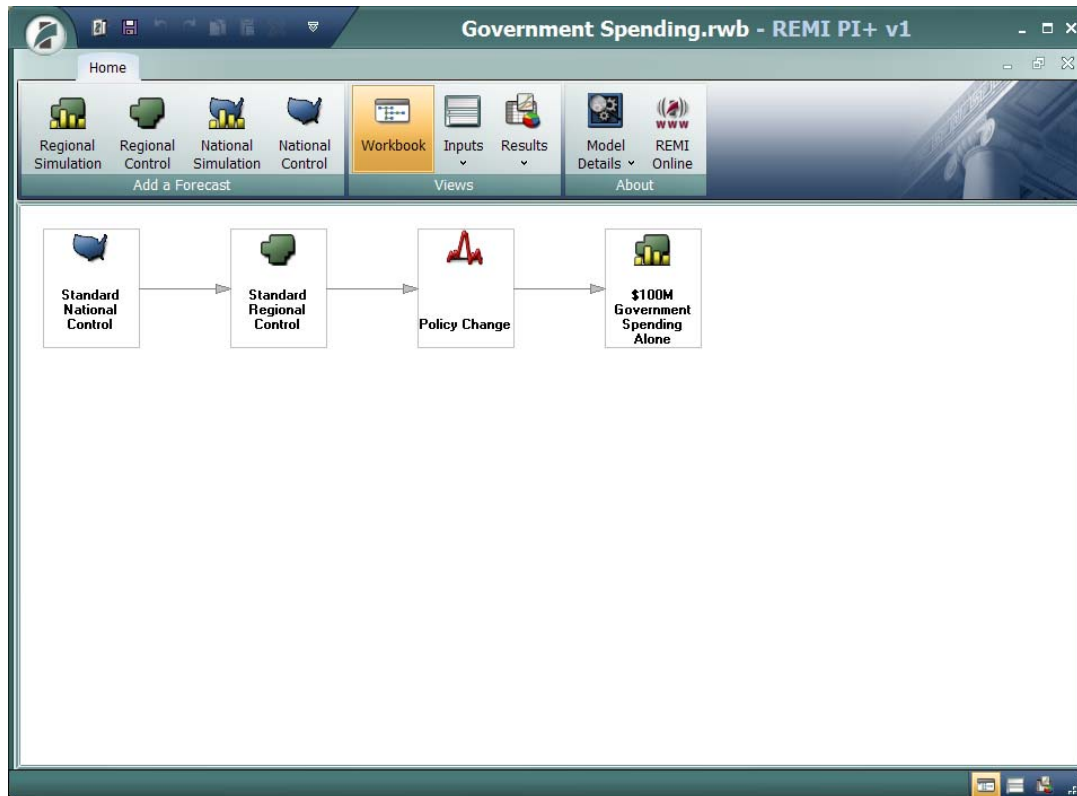 Government Spending.rwb - REMI PI+ v1
Home
Regional Simulation
Regional Control
National Simulation
National Control
Workbook
Inputs
Results
Model Details
REMI Online
WWW
Add a Forecast
Views
About
Standard
National
Control
Standard
Regional
Control
Policy Change
$100M
Government
Spending
Alone